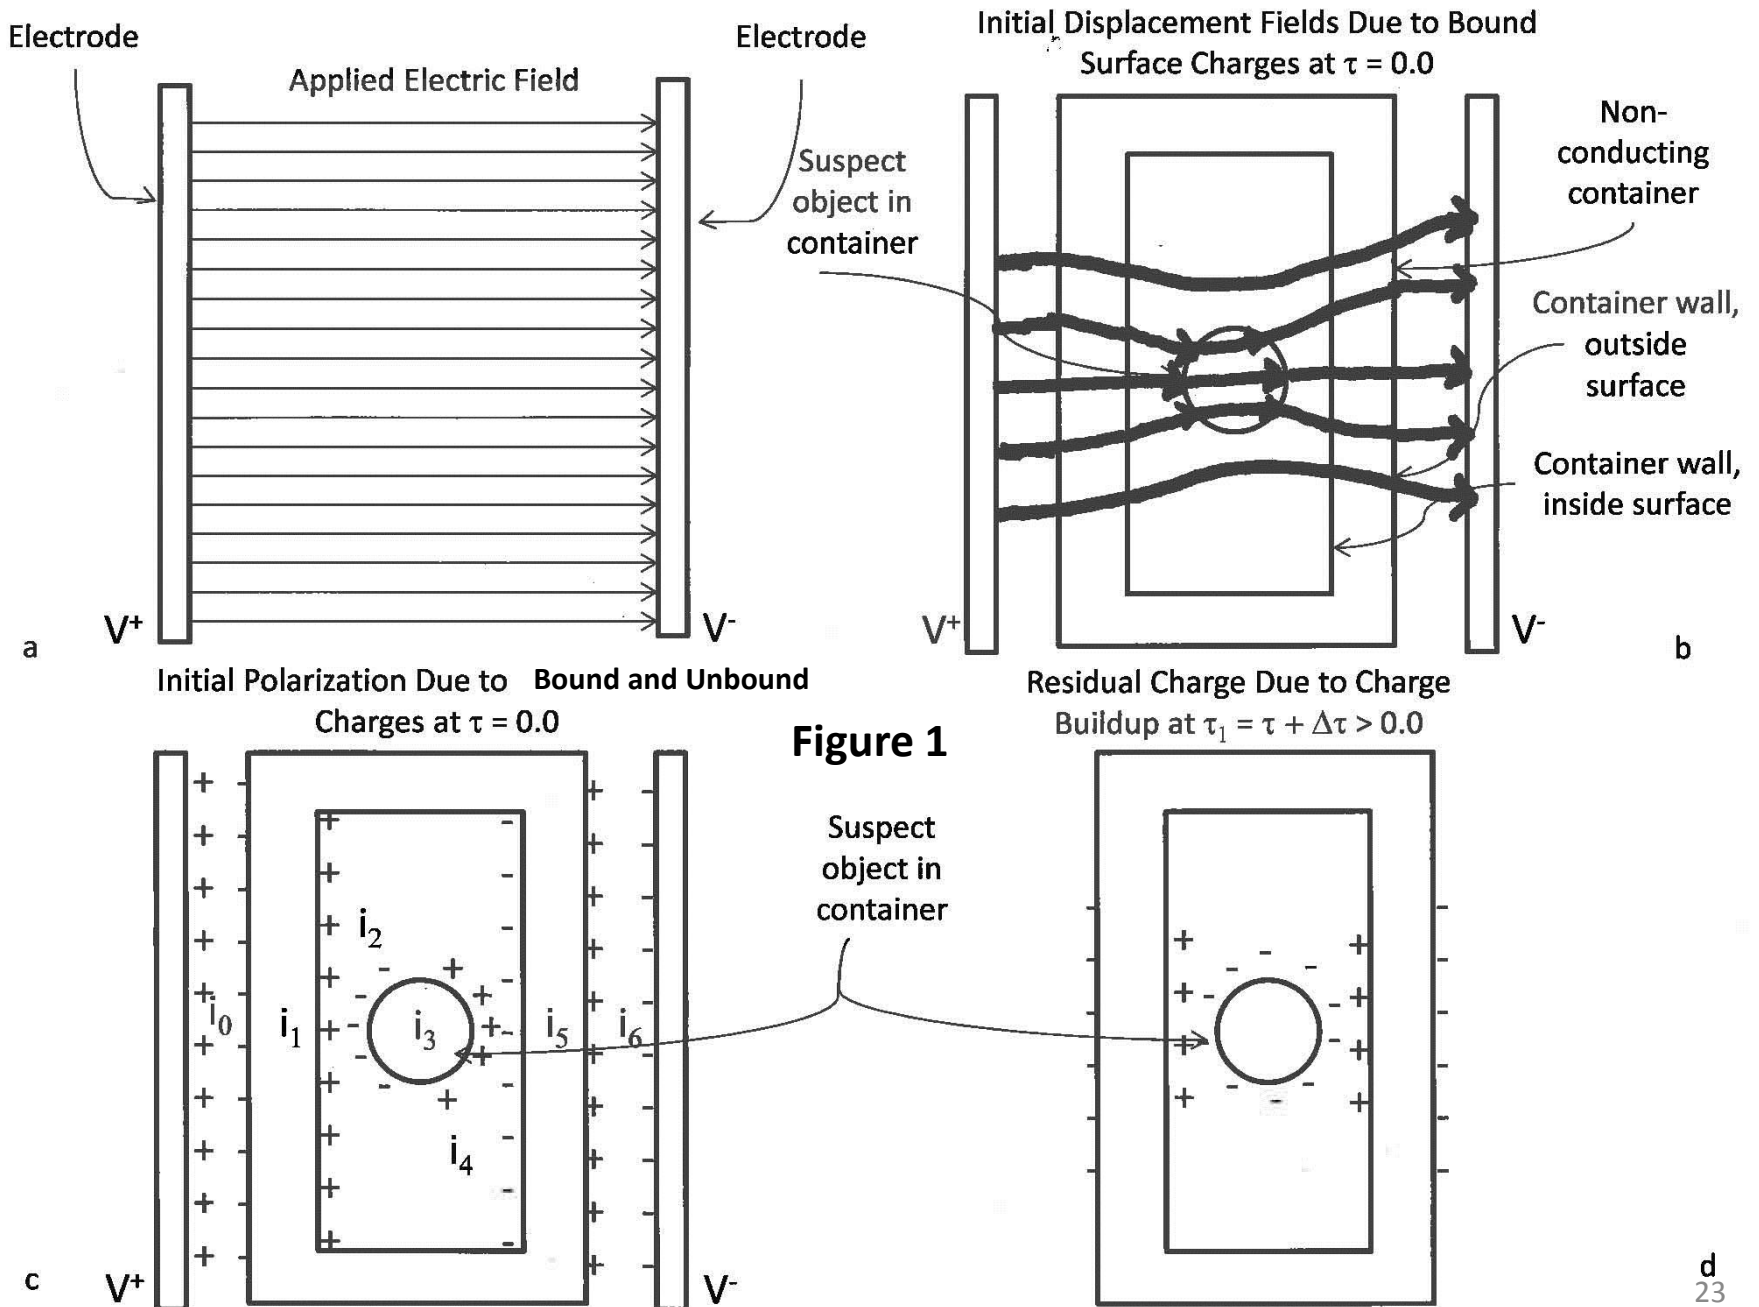 Electrode
Applied Electric Field
Electrode
V⁺
V⁻
a
Initial Displacement Fields Due to Bound
Surface Charges at τ = 0.0
Suspect
object in
container
Non-
conducting
container
Container wall,
outside
surface
Container wall,
inside surface
V⁺
V⁻
b
Initial Polarization Due to Bound and Unbound
Charges at τ = 0.0
Figure 1
Residual Charge Due to Charge
Buildup at τ₁ = τ + Δτ > 0.0
Suspect
object in
container
i₀
i₁
i₂
i₃
i₄
i₅
i₆
c
V⁺
V⁻
d
23